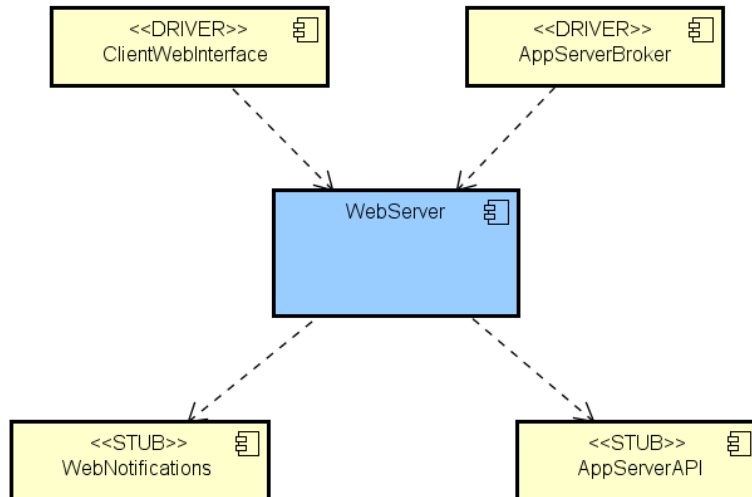 <<DRIVER>>
ClientWebInterface
<<DRIVER>>
AppServerBroker
WebServer
<<STUB>>
WebNotifications
<<STUB>>
AppServerAPI